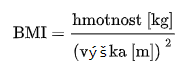 BMI = hmotnost [kg] / (výška [m])²